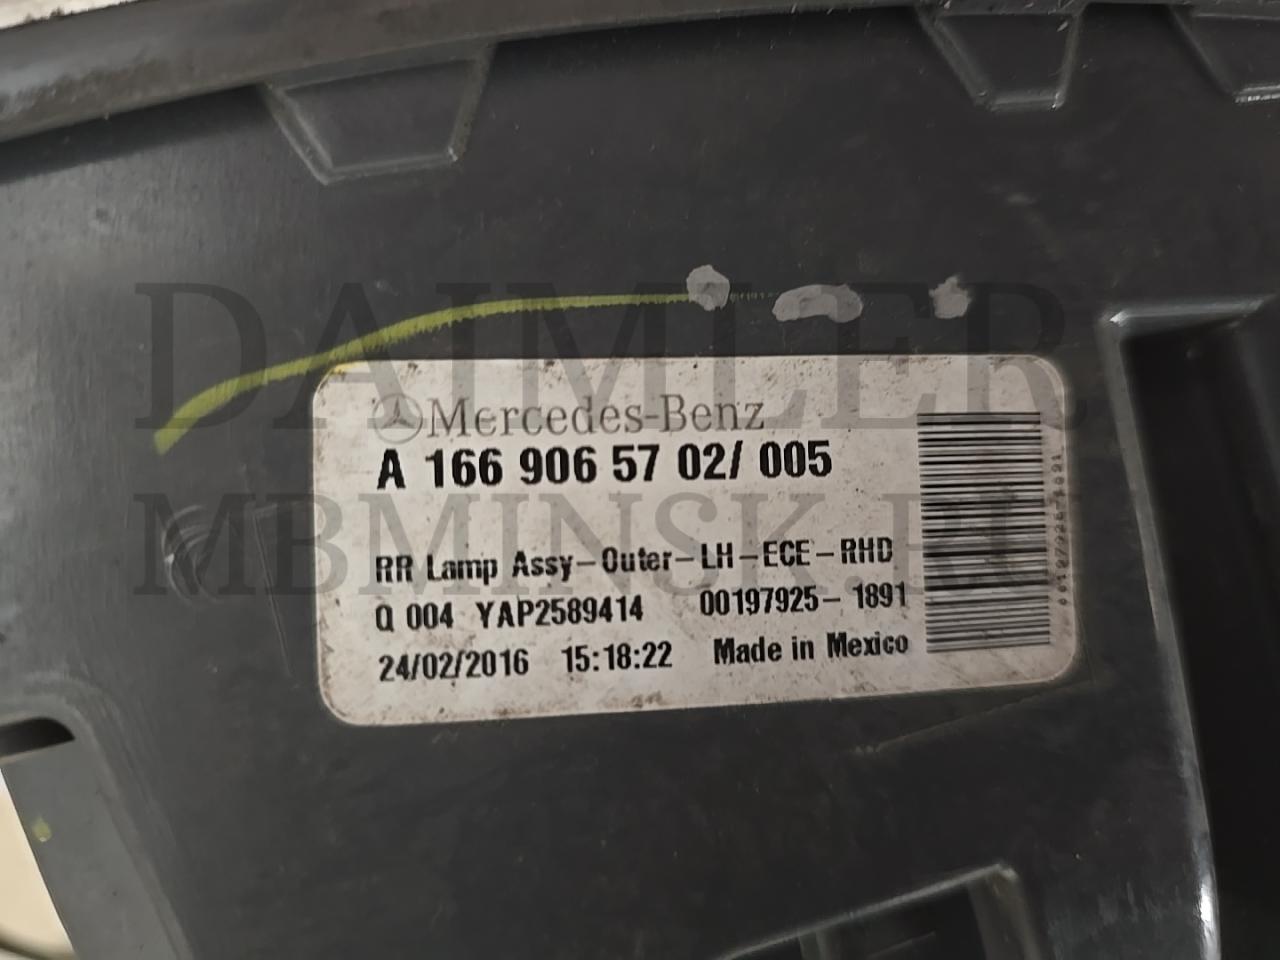 DAIMLER
MBMINSK.RU
Mercedes-Benz
A 166 906 57 02/ 005
RR Lamp Assy-Outer-LH-ECE-RHD
Q 004 YAP2589414 00197925-1891
24/02/2016 15:18:22 Made in Mexico